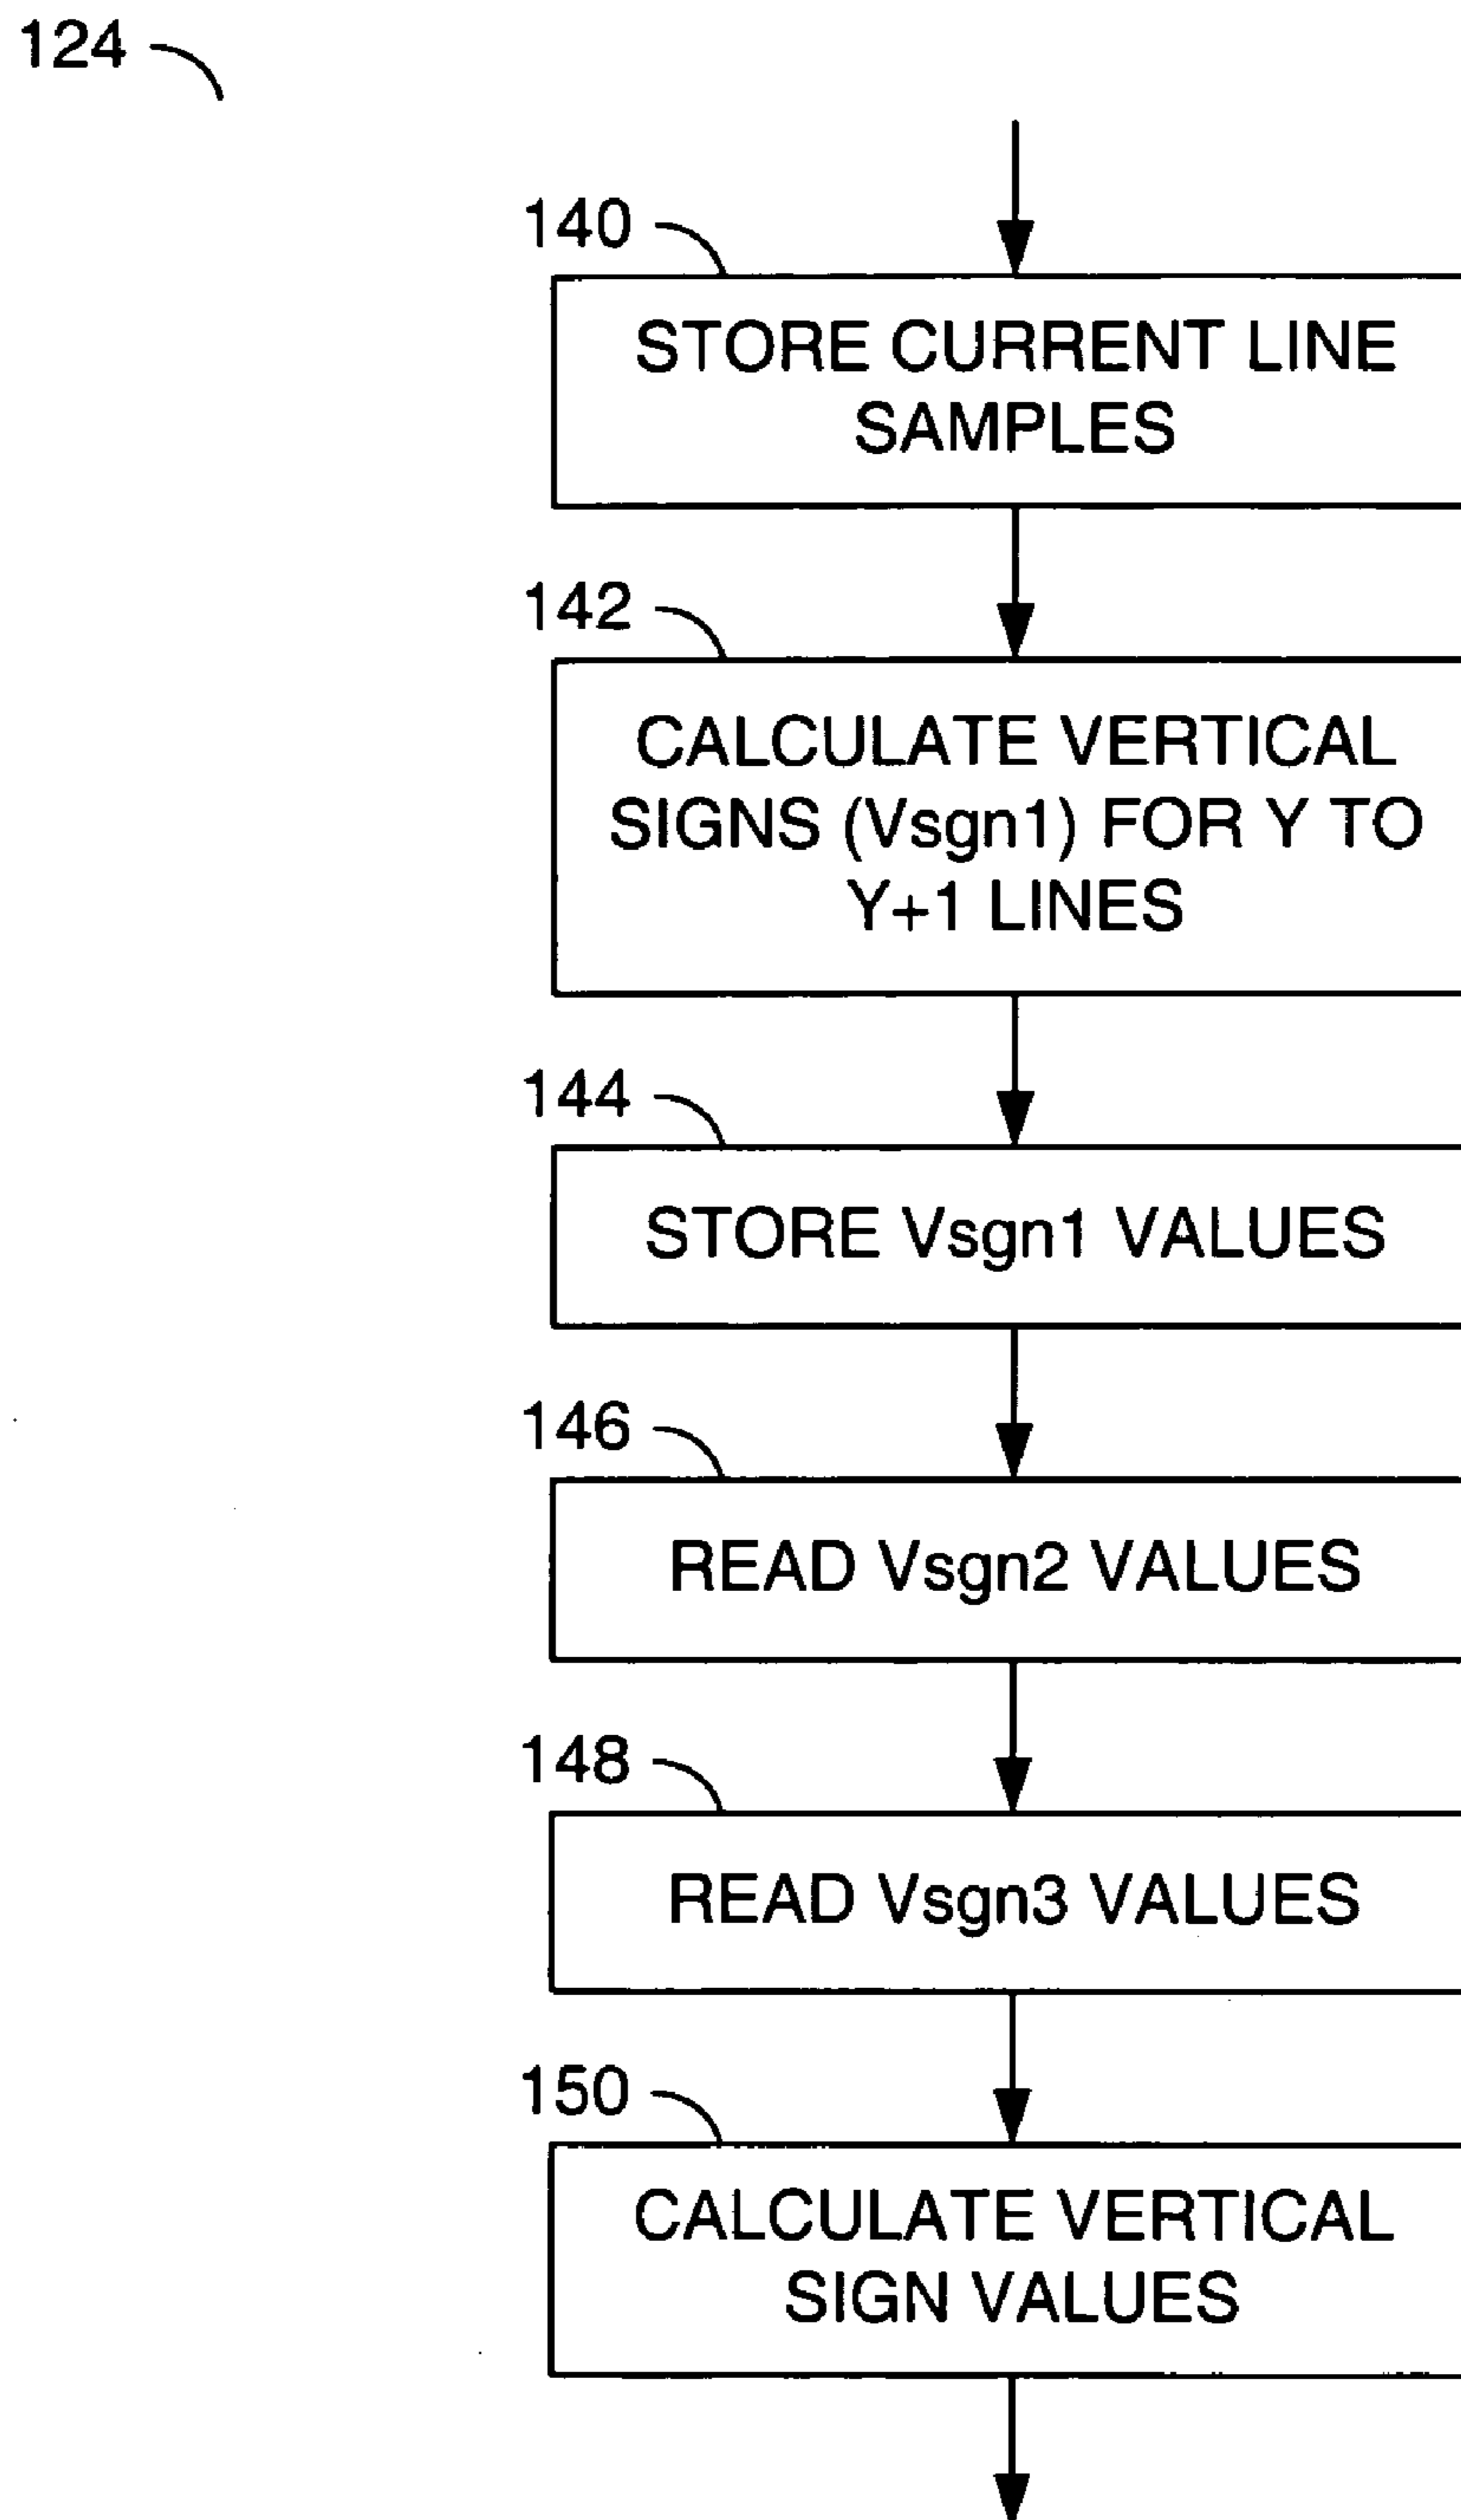 124
140
STORE CURRENT LINE
SAMPLES
142
CALCULATE VERTICAL
SIGNS (Vsgn1) FOR Y TO
Y+1 LINES
144
STORE Vsgn1 VALUES
146
READ Vsgn2 VALUES
148
READ Vsgn3 VALUES
150
CALCULATE VERTICAL
SIGN VALUES